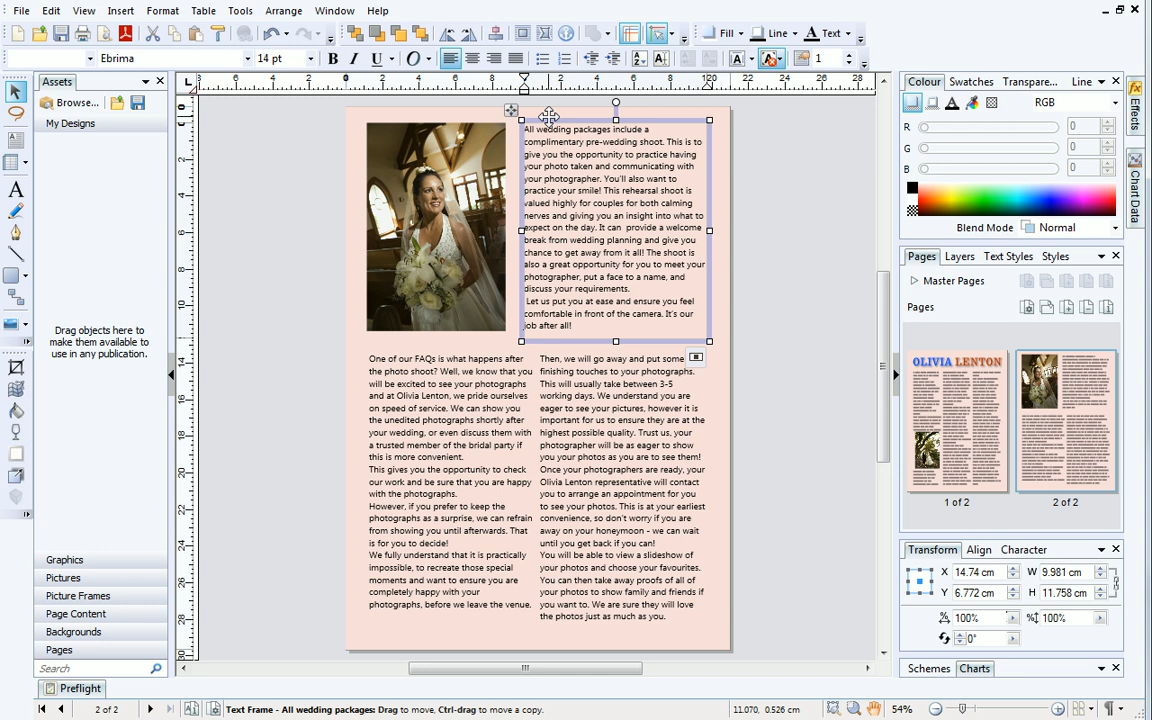 File Edit View Insert Format Table Tools Arrange Window Help
Fill Line Text
Ebrima 14 pt B I U O 1
Assets
Browse...
My Designs
Drag objects here to
make them available to
use in any publication.
Graphics
Pictures
Picture Frames
Page Content
Backgrounds
Pages
Search
All wedding packages include a
complimentary pre-wedding shoot. This is to
give you the opportunity to practice having
your photo taken and communicating with
your photographer. You'll also want to
practice your smile! This rehearsal shoot is
valued highly for couples for both calming
nerves and giving you an insight into what to
expect on the day. It can provide a welcome
break from wedding planning and give you
chance to get away from it all! The shoot is
also a great opportunity for you to meet your
photographer, put a face to a name, and
discuss your requirements.
Let us put you at ease and ensure you feel
comfortable in front of the camera. It's our
job after all!
One of our FAQs is what happens after
the photo shoot? Well, we know that you
will be excited to see your photographs
and at Olivia Lenton, we pride ourselves
on speed of service. We can show you
the unedited photographs shortly after
your wedding, or even discuss them with
a trusted member of the bridal party if
this is more convenient.
This gives you the opportunity to check
our work and be sure that you are happy
with the photographs.
However, if you prefer to keep the
photographs as a surprise, we can refrain
from showing you until afterwards. That
is for you to decide!
We fully understand that it is practically
impossible, to recreate those special
moments and want to ensure you are
completely happy with your
photographs, before we leave the venue.
Then, we will go away and put some
finishing touches to your photographs.
This will usually take between 3-5
working days. We understand you are
eager to see your pictures, however it is
important for us to ensure they are at the
highest possible quality. Trust us, your
photographer will be as eager to show
you your photos as you are to see them!
Once your photographers are ready, your
Olivia Lenton representative will contact
you to arrange an appointment for you
to see your photos. This is at your earliest
convenience, so don't worry if you are
away on your honeymoon - we can wait
until you get back if you can!
You will be able to view a slideshow of
your photos and choose your favourites.
You can then take away proofs of all of
your photos to show family and friends if
you want to. We are sure they will love
the photos just as much as you.
Colour Swatches Transpare... Line
RGB
R 0
G 0
B 0
Blend Mode Normal
Pages Layers Text Styles Styles
Master Pages
Pages
OLIVIA LENTON
1 of 2 2 of 2
Transform Align Character
X 14.74 cm W 9.981 cm
Y 6.772 cm H 11.758 cm
100% 100%
0°
Schemes Charts
Effects
Chart Data
Preflight
2 of 2 Text Frame - All wedding packages: Drag to move, Ctrl-drag to move a copy. 11.070, 0.526 cm 54%